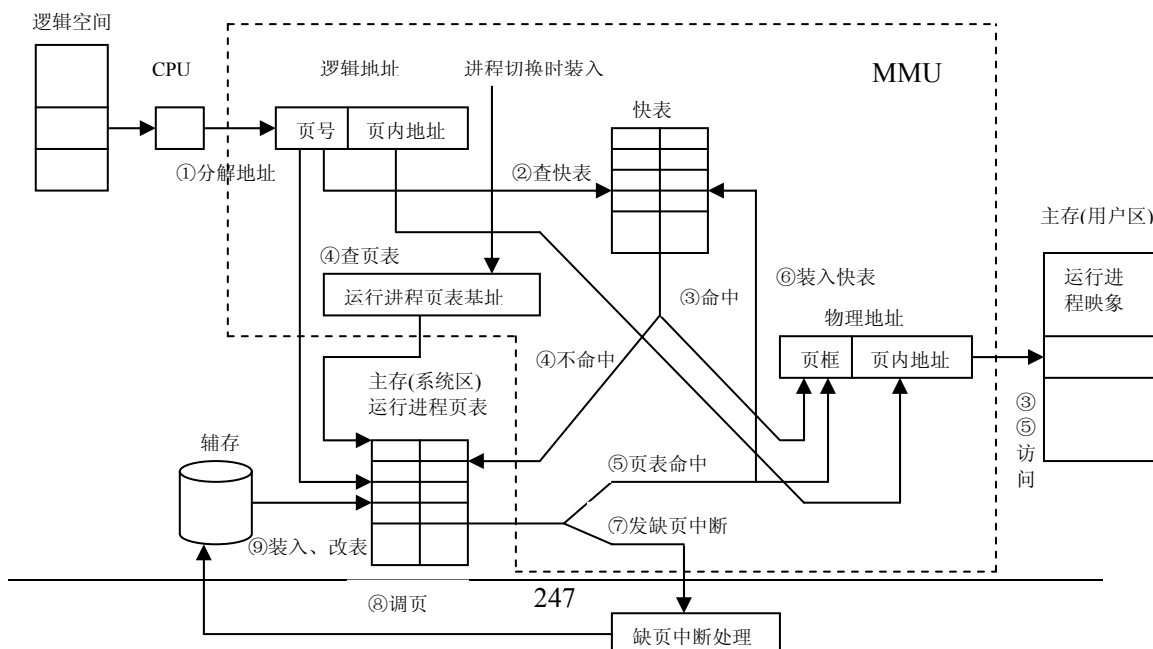 逻辑空间
CPU
逻辑地址
进程切换时装入
MMU
快表
页号
页内地址
①分解地址
②查快表
主存(用户区)
④查页表
运行进程页表基址
③命中
⑥装入快表
运行进
程映象
物理地址
页框
页内地址
④不命中
主存(系统区)
运行进程页表
③
⑤
访
问
辅存
⑤页表命中
⑦发缺页中断
⑨装入、改表
⑧调页
247
缺页中断处理